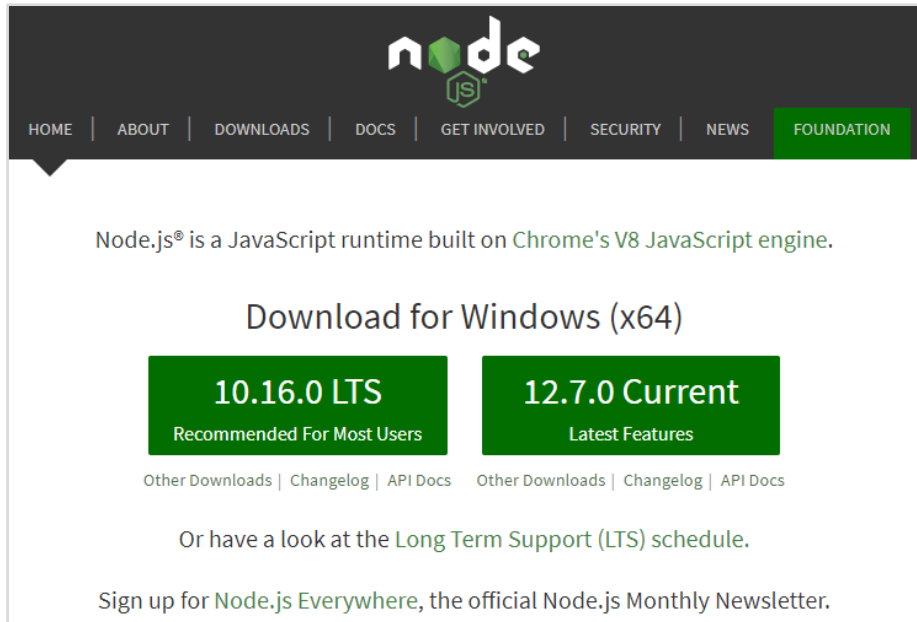 node
JS
HOME | ABOUT | DOWNLOADS | DOCS | GET INVOLVED | SECURITY | NEWS FOUNDATION
Node.js® is a JavaScript runtime built on Chrome's V8 JavaScript engine.
Download for Windows (x64)
10.16.0 LTS 12.7.0 Current
Recommended For Most Users Latest Features
Other Downloads | Changelog | API Docs Other Downloads | Changelog | API Docs
Or have a look at the Long Term Support (LTS) schedule.
Sign up for Node.js Everywhere, the official Node.js Monthly Newsletter.